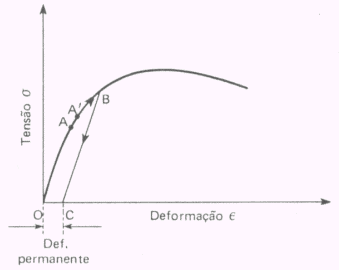 Tensão σ
A
A'
B
O
C
Deformação ϵ
Def.
permanente